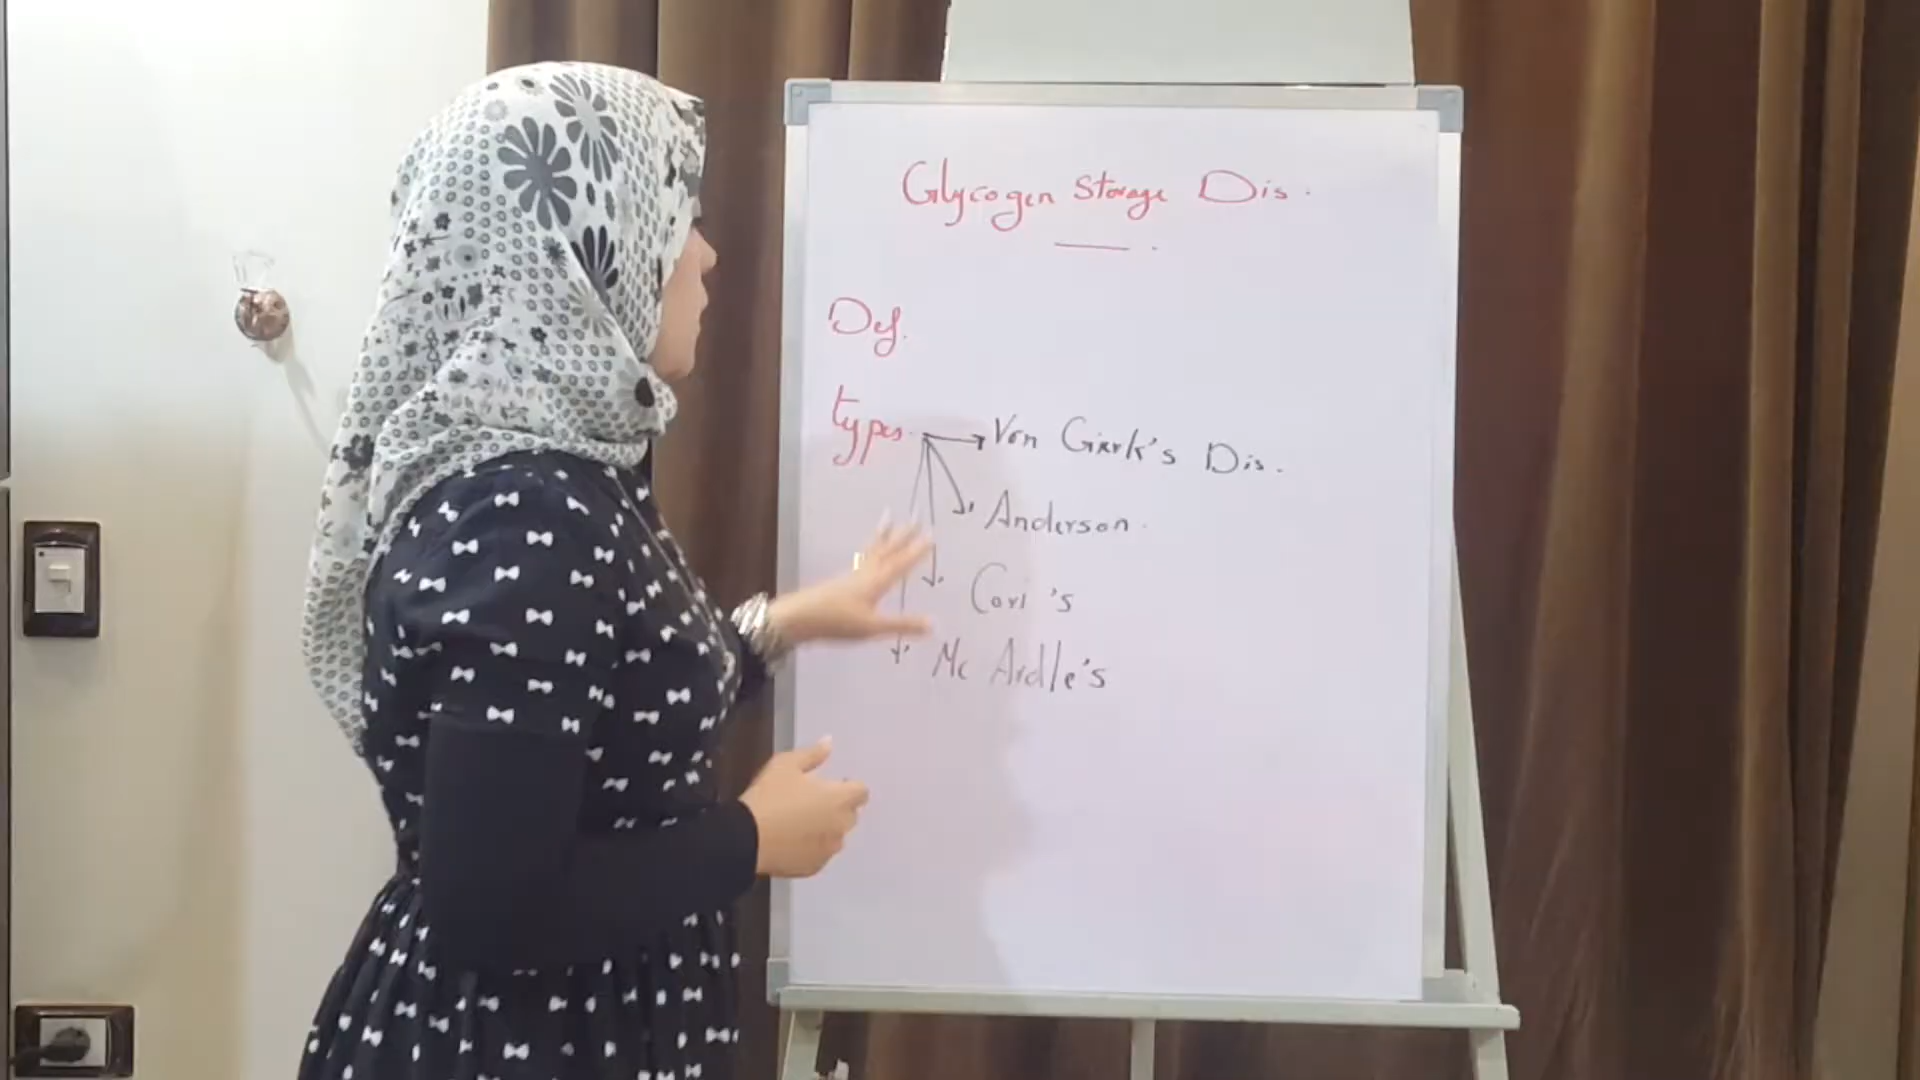 Glycogen Storage Dis.
Def.
types. Von Gierk's Dis.
Anderson.
Cori's
Mc Ardle's